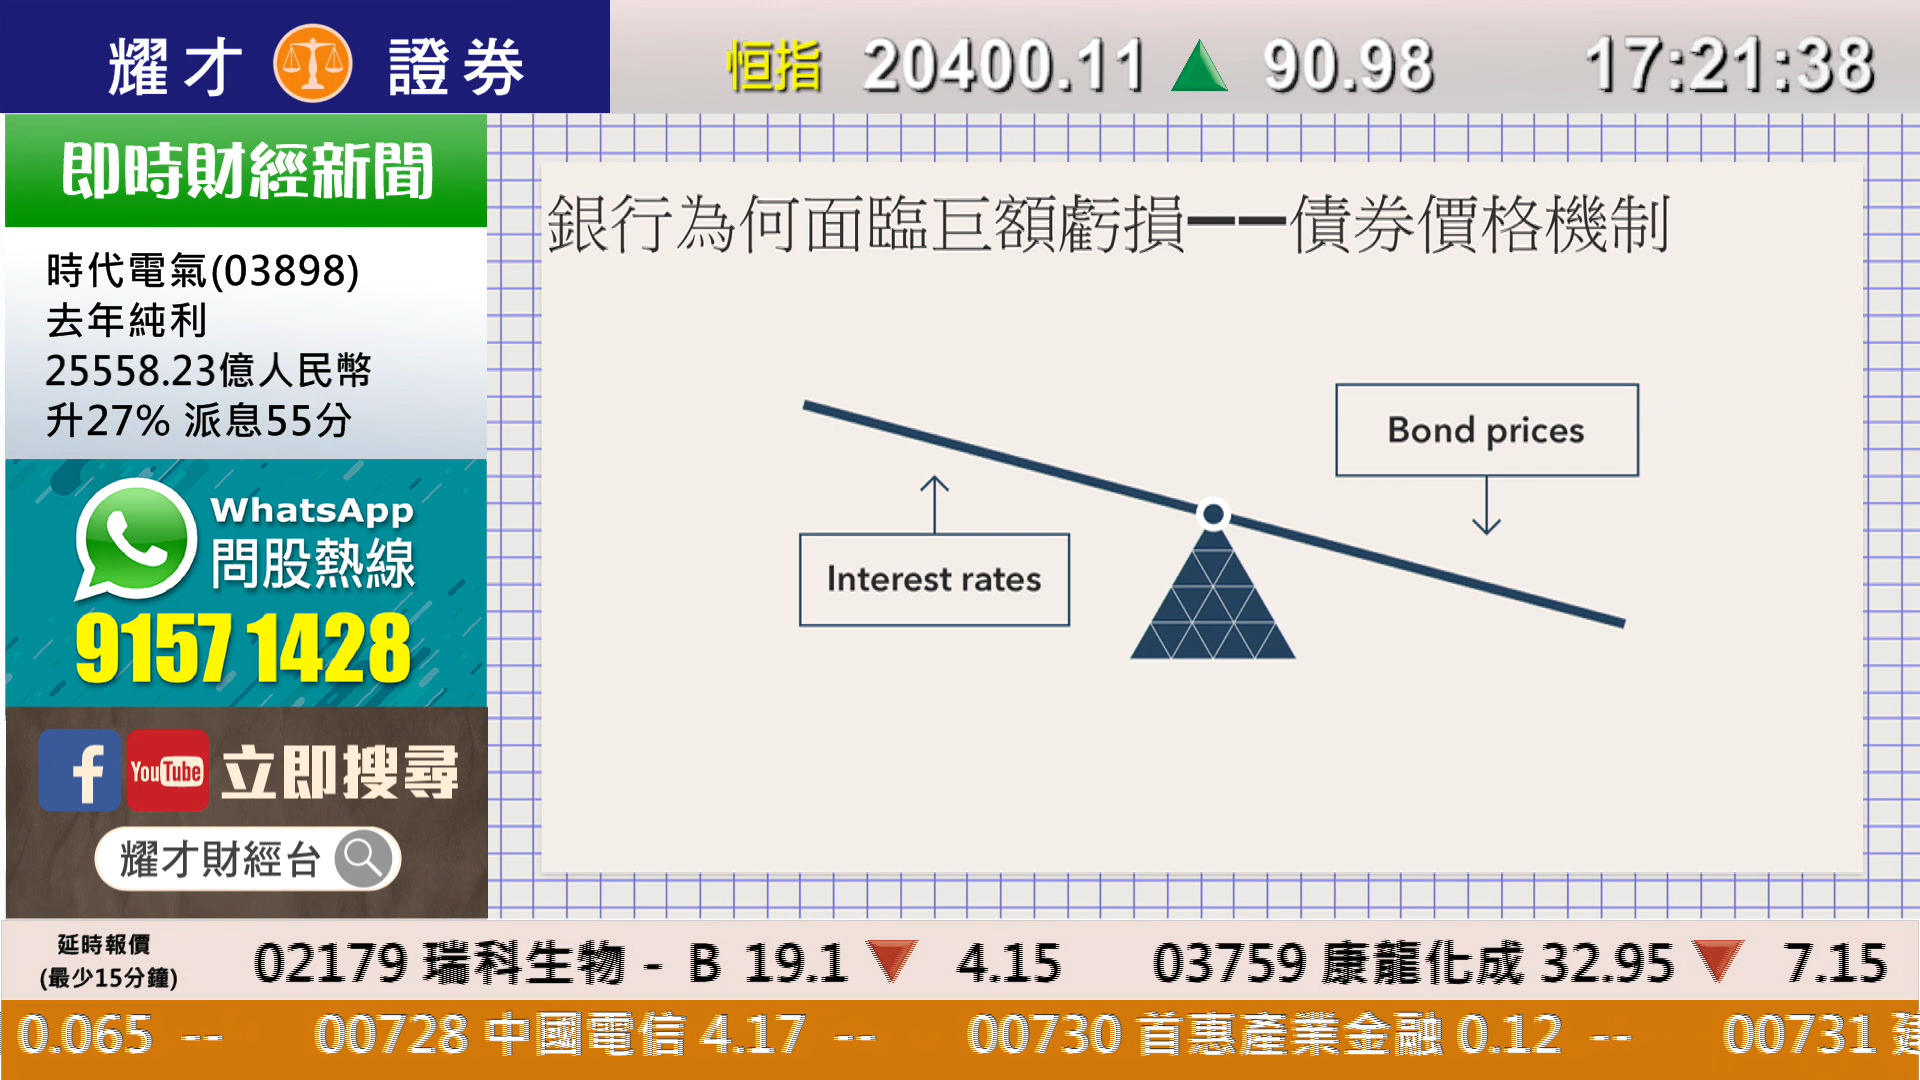 耀才 證券
恒指 20400.11 ▲ 90.98 17:21:38
即時財經新聞
時代電氣(03898)
去年純利
25558.23億人民幣
升27% 派息55分
WhatsApp
問股熱線
9157 1428
f YouTube 立即搜尋
耀才財經台
銀行為何面臨巨額虧損——債券價格機制
Bond prices
Interest rates
延時報價
(最少15分鐘)
02179 瑞科生物 - B 19.1 ▼ 4.15 03759 康龍化成 32.95 ▼ 7.15
0.065 -- 00728 中國電信 4.17 -- 00730 首惠產業金融 0.12 -- 00731